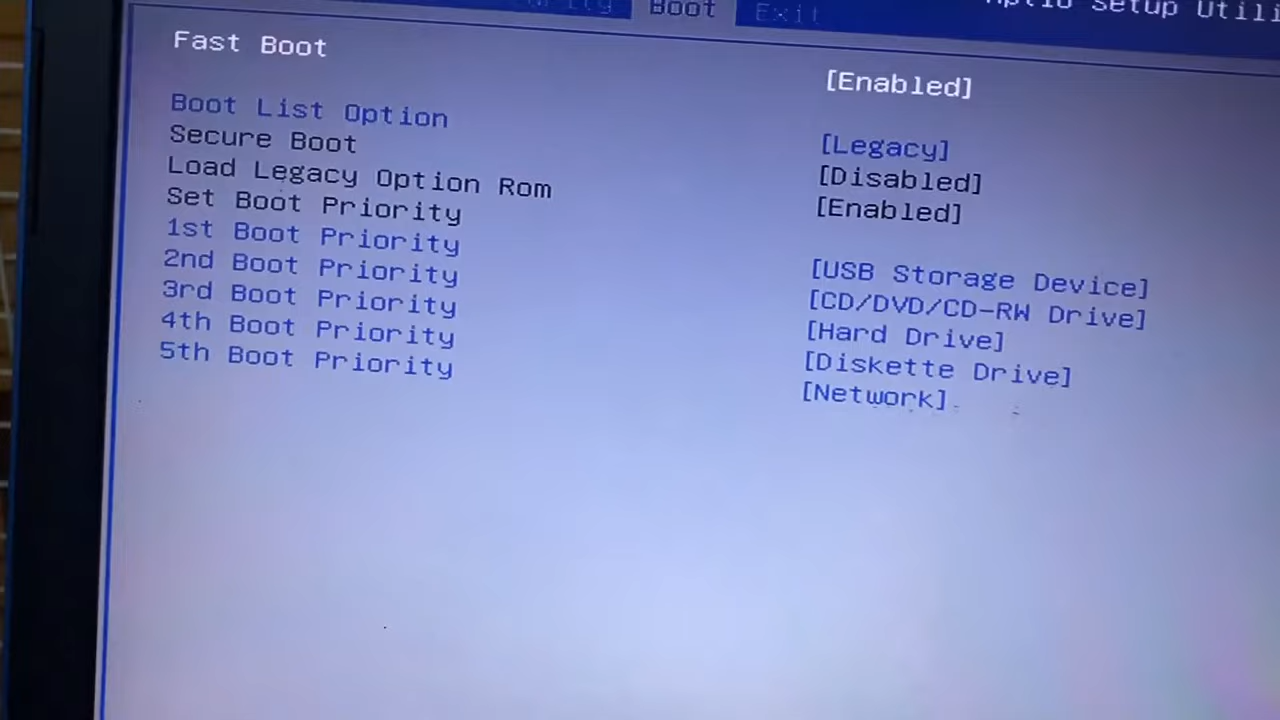 Boot Exit
Setup
Fast Boot [Enabled]
Boot List Option [Legacy]
Secure Boot [Disabled]
Load Legacy Option Rom [Enabled]
Set Boot Priority
1st Boot Priority [USB Storage Device]
2nd Boot Priority [CD/DVD/CD-RW Drive]
3rd Boot Priority [Hard Drive]
4th Boot Priority [Diskette Drive]
5th Boot Priority [Network]